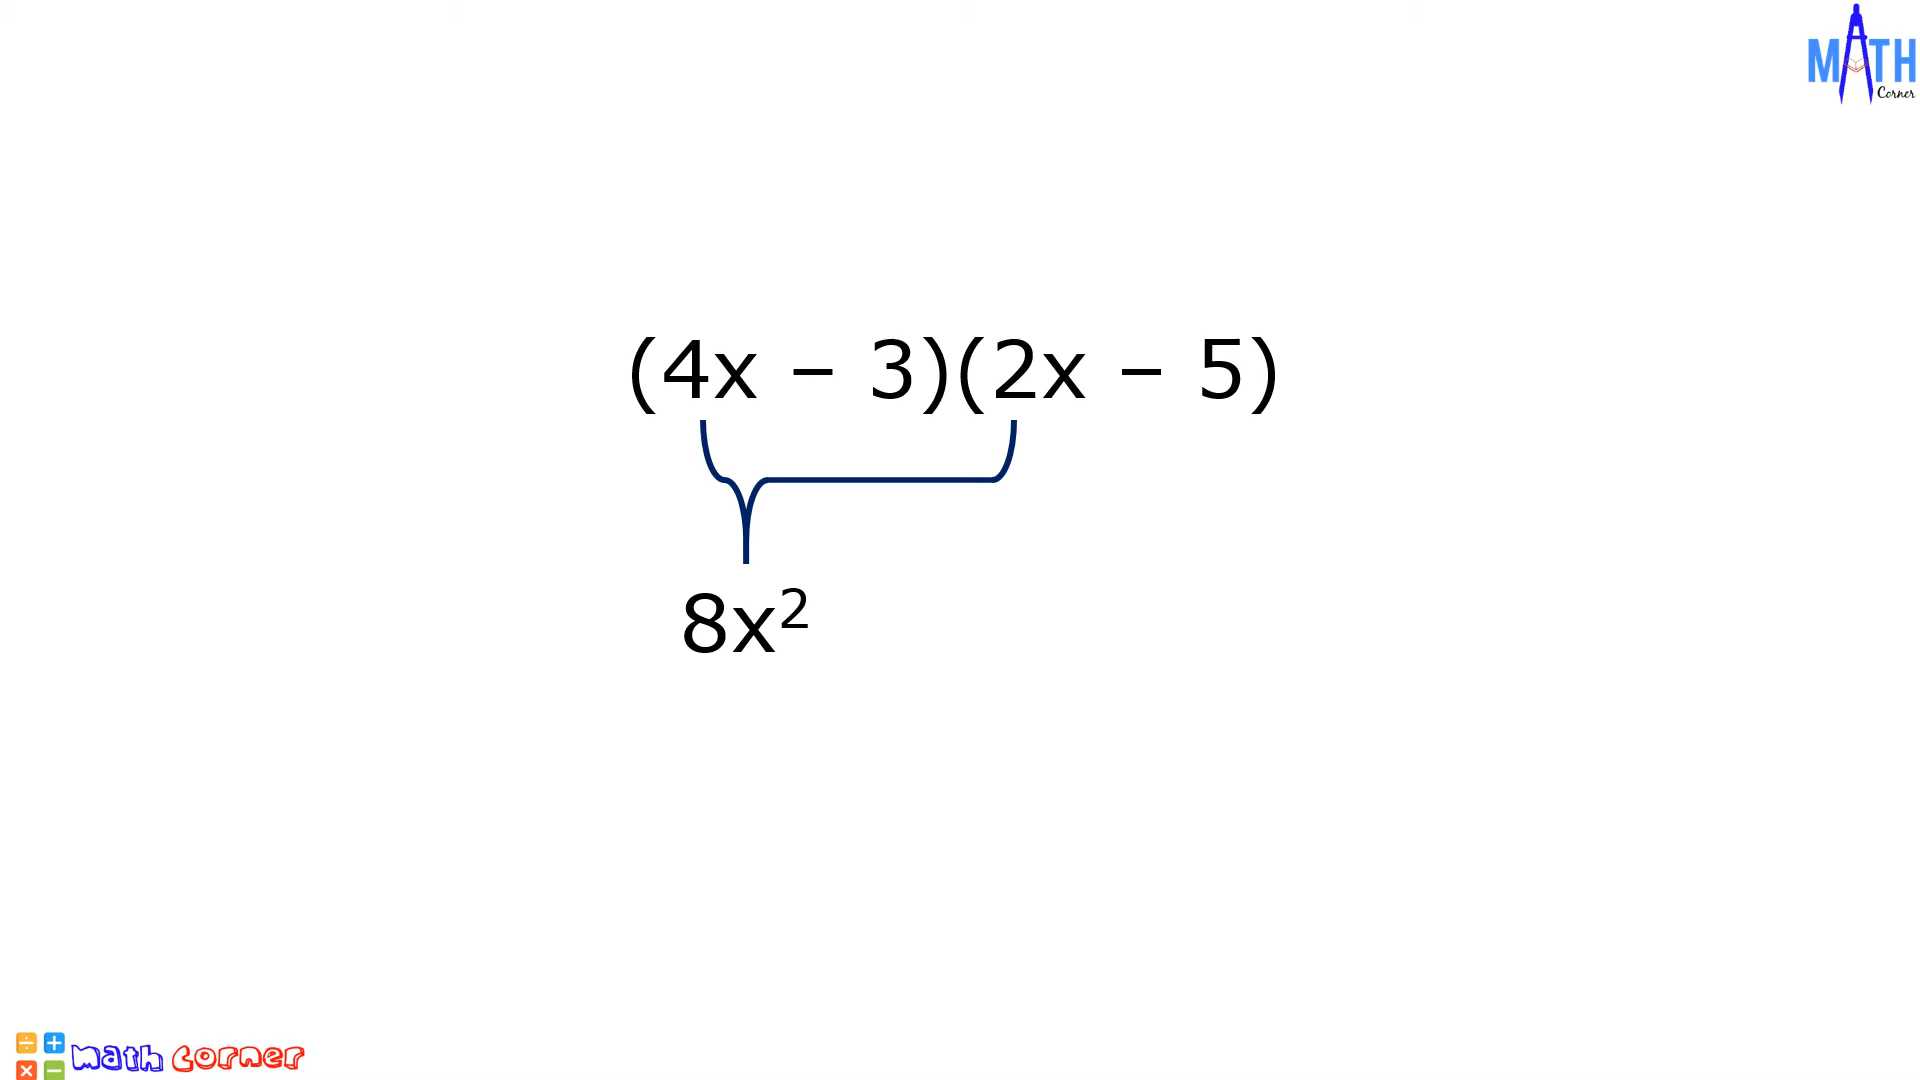 MATH
Corner
(4x – 3)(2x – 5)
8x²
math corner